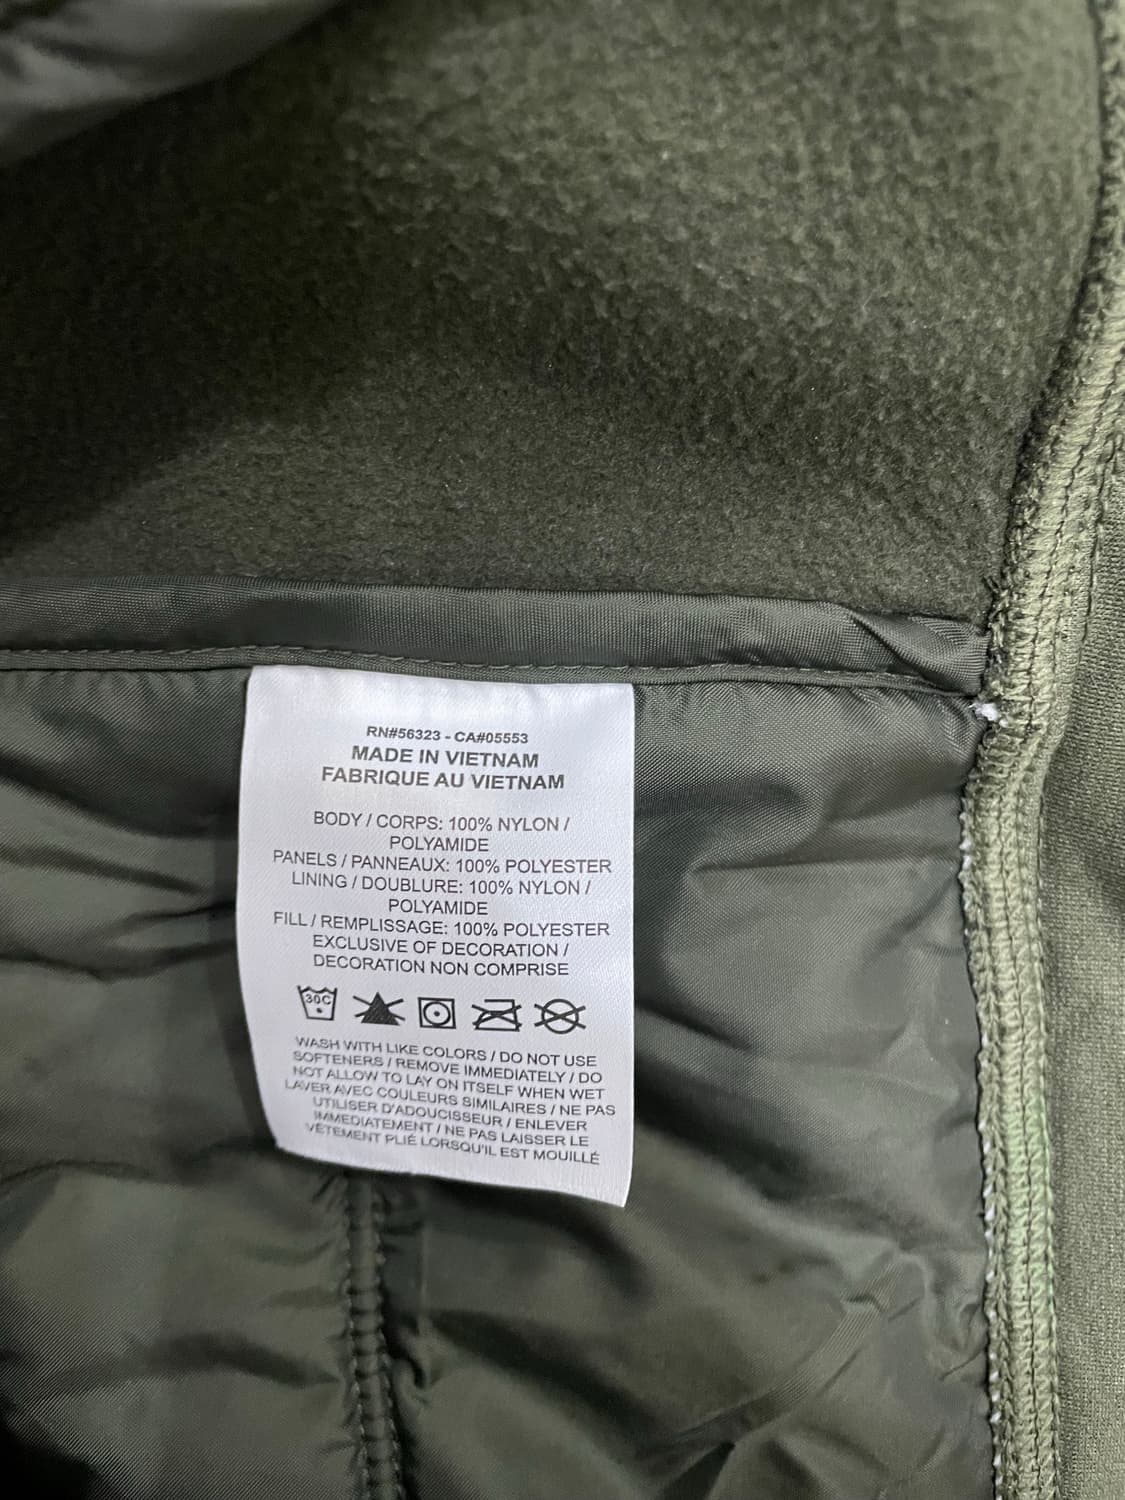 RN#56323 - CA#05553
MADE IN VIETNAM
FABRIQUE AU VIETNAM
BODY / CORPS: 100% NYLON /
POLYAMIDE
PANELS / PANNEAUX: 100% POLYESTER
LINING / DOUBLURE: 100% NYLON /
POLYAMIDE
FILL / REMPLISSAGE: 100% POLYESTER
EXCLUSIVE OF DECORATION /
DECORATION NON COMPRISE
30C
WASH WITH LIKE COLORS / DO NOT USE
SOFTENERS / REMOVE IMMEDIATELY / DO
NOT ALLOW TO LAY ON ITSELF WHEN WET
LAVER AVEC COULEURS SIMILAIRES / NE PAS
UTILISER D'ADOUCISSEUR / ENLEVER
IMMEDIATEMENT / NE PAS LAISSER LE
VÊTEMENT PLIÉ LORSQU'IL EST MOUILLÉ